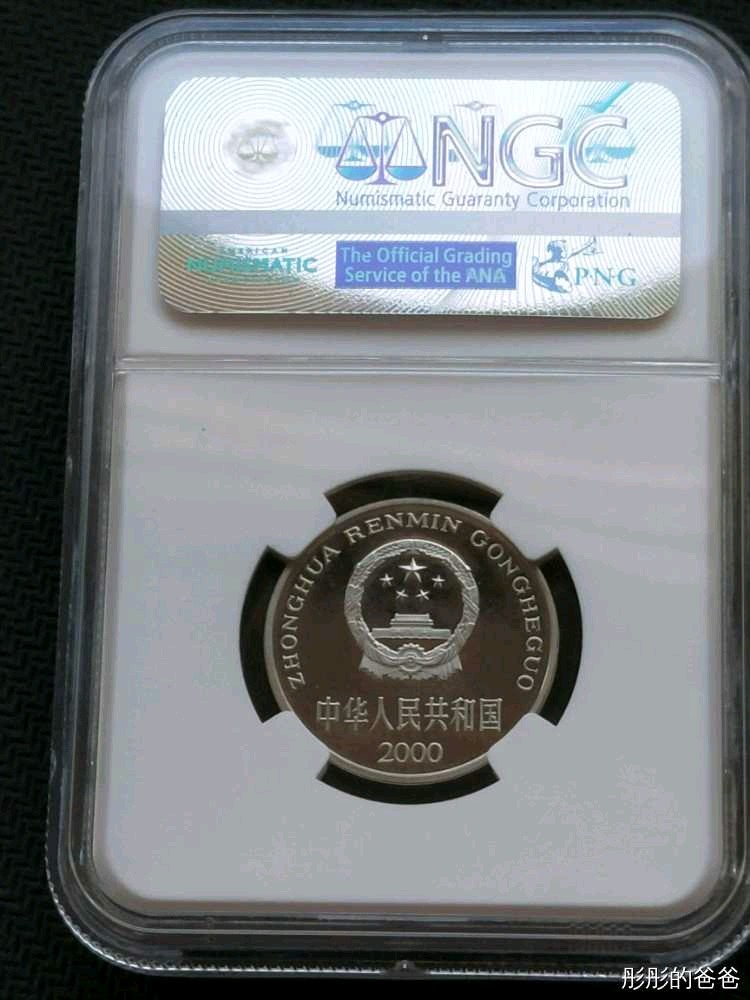 NGC
Numismatic Guaranty Corporation
AMERICAN
NUMISMATIC
The Official Grading
Service of the ANA
PNG
ZHONGHUA RENMIN GONGHEGUO
中华人民共和国
2000
彤彤的爸爸